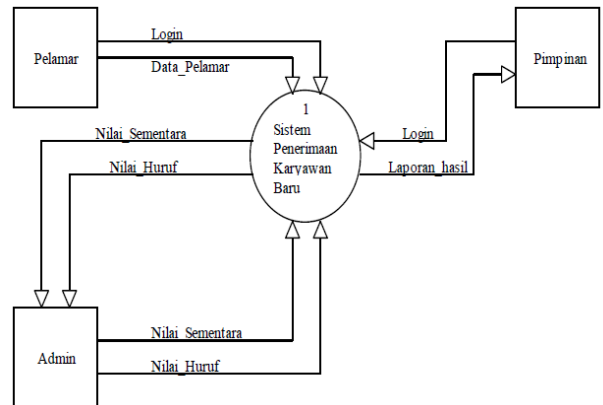 Login
Pelamar
Data_Pelamar
Pimpinan
1
Sistem
Penerimaan
Karyawan
Baru
Nilai_Sementara
Login
Nilai_Huruf
Laporan_hasil
Nilai_Sementara
Admin
Nilai_Huruf